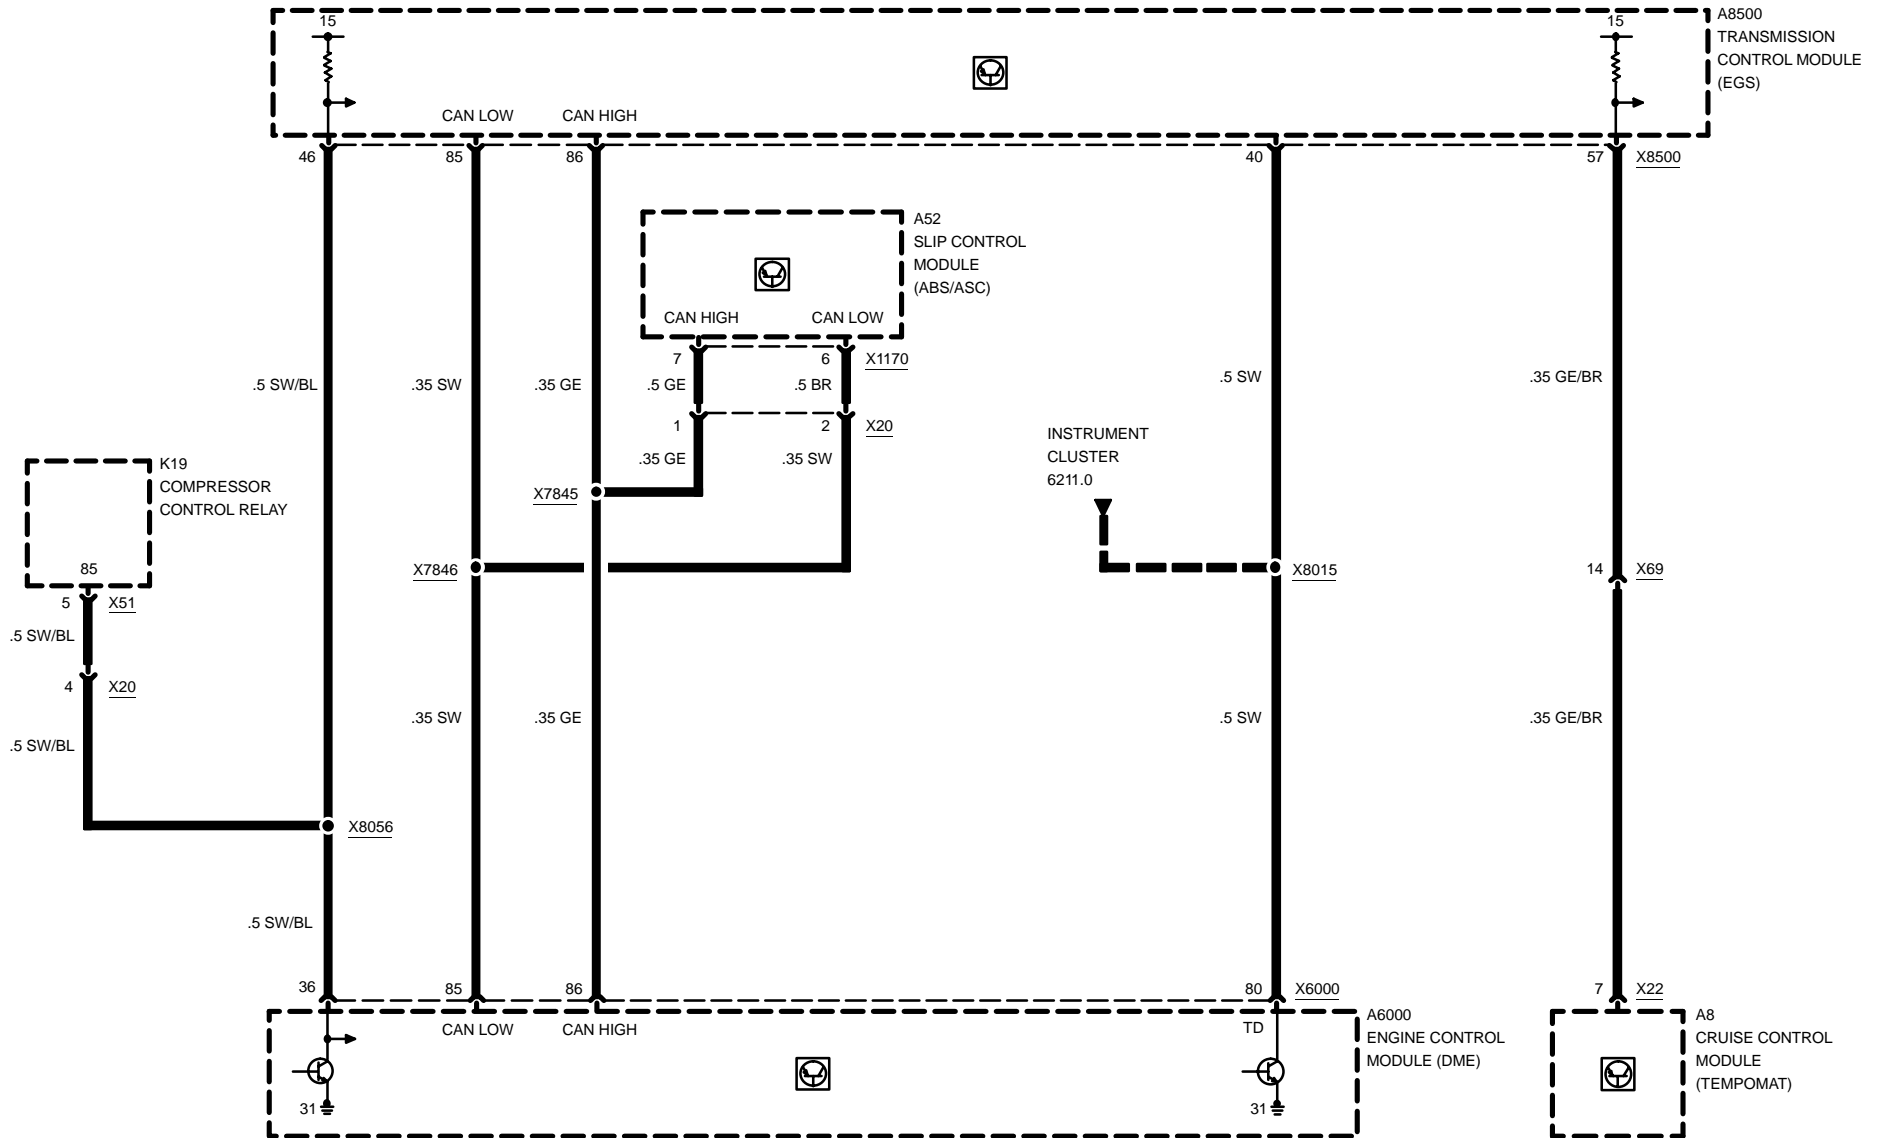 15
15
A8500
TRANSMISSION
CONTROL MODULE
(EGS)
CAN LOW
CAN HIGH
46
85
86
40
57
X8500
A52
SLIP CONTROL
MODULE
(ABS/ASC)
CAN HIGH
CAN LOW
7
6
X1170
.5 SW/BL
.35 SW
.35 GE
.5 GE
.5 BR
.5 SW
.35 GE/BR
1
2
X20
.35 GE
.35 SW
INSTRUMENT
CLUSTER
6211.0
K19
COMPRESSOR
CONTROL RELAY
X7845
85
X7846
X8015
14
X69
5
X51
.5 SW/BL
4
X20
.5 SW/BL
.35 SW
.35 GE
.5 SW
.35 GE/BR
X8056
.5 SW/BL
36
85
86
80
X6000
7
X22
CAN LOW
CAN HIGH
TD
A6000
ENGINE CONTROL
MODULE (DME)
A8
CRUISE CONTROL
MODULE
(TEMPOMAT)
31
31